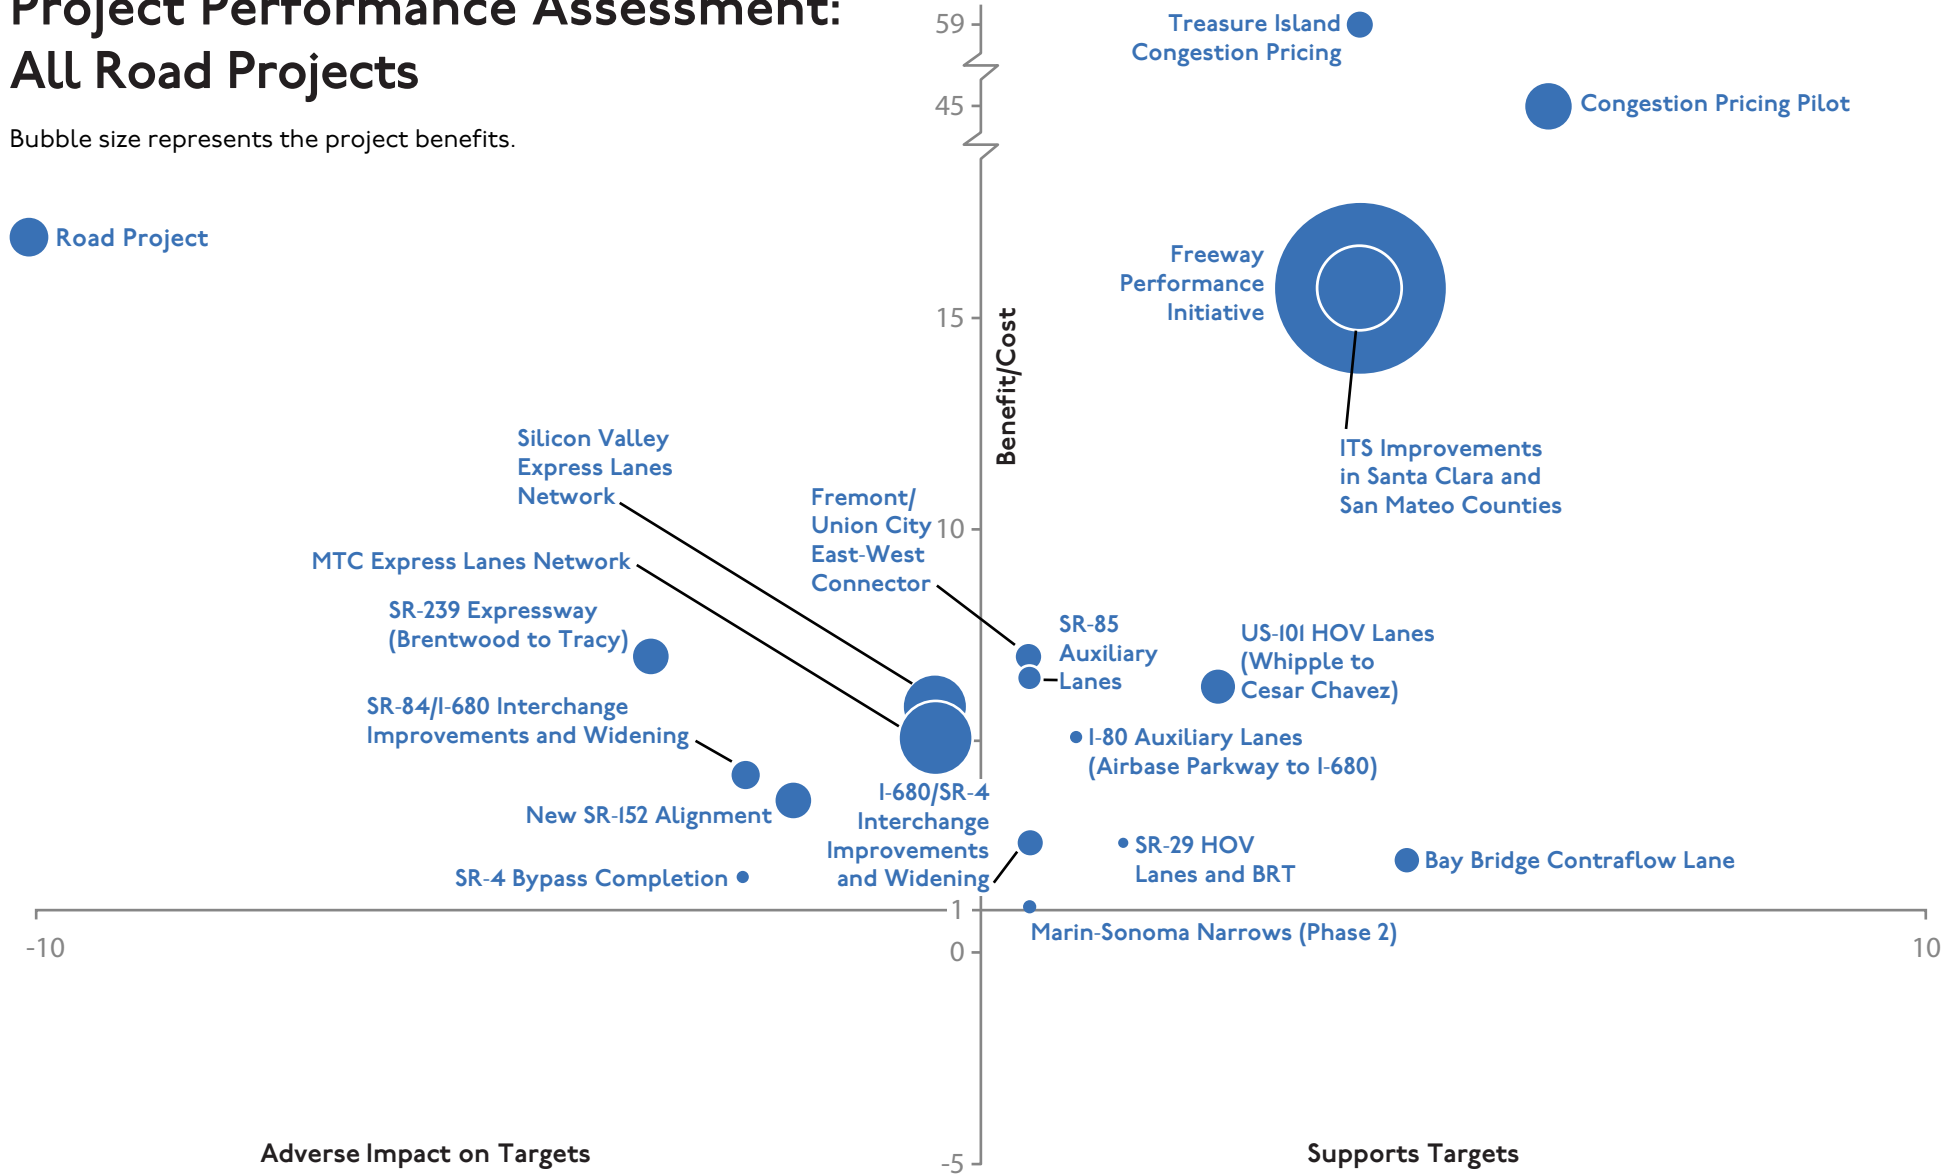 Project Performance Assessment:
All Road Projects
Bubble size represents the project benefits.
Road Project
59
Treasure Island
Congestion Pricing
45
Congestion Pricing Pilot
Freeway
Performance
Initiative
15
Benefit/Cost
ITS Improvements
in Santa Clara and
San Mateo Counties
Silicon Valley
Express Lanes
Network
Fremont/
Union City
East-West
Connector
10
MTC Express Lanes Network
SR-239 Expressway
(Brentwood to Tracy)
SR-85
Auxiliary
Lanes
US-101 HOV Lanes
(Whipple to
Cesar Chavez)
SR-84/I-680 Interchange
Improvements and Widening
I-80 Auxiliary Lanes
(Airbase Parkway to I-680)
New SR-152 Alignment
I-680/SR-4
Interchange
Improvements
and Widening
SR-29 HOV
Lanes and BRT
Bay Bridge Contraflow Lane
SR-4 Bypass Completion
1
Marin-Sonoma Narrows (Phase 2)
-10
0
10
Adverse Impact on Targets
Supports Targets
-5